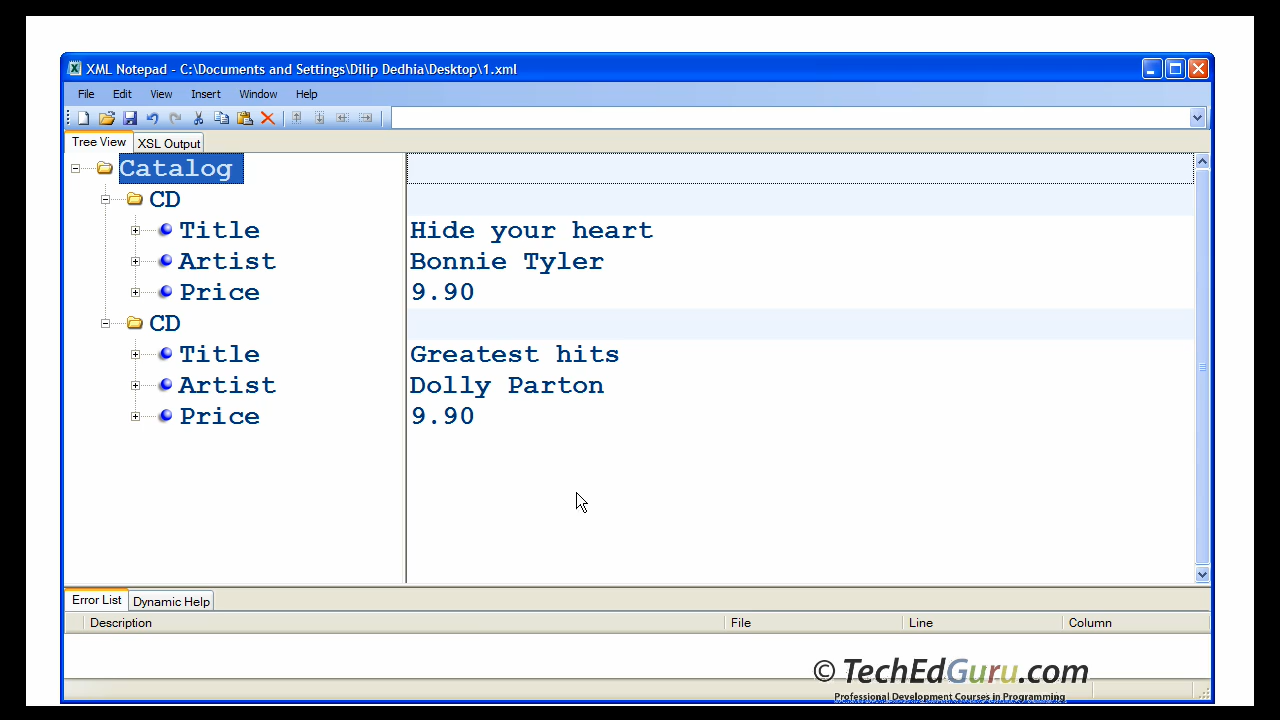 XML Notepad - C:\Documents and Settings\Dilip Dedhia\Desktop\1.xml
File Edit View Insert Window Help
Tree View XSL Output
Catalog
CD
Title Hide your heart
Artist Bonnie Tyler
Price 9.90
CD
Title Greatest hits
Artist Dolly Parton
Price 9.90
Error List Dynamic Help
Description File Line Column
© TechEdGuru.com
Professional Development Courses in Programming